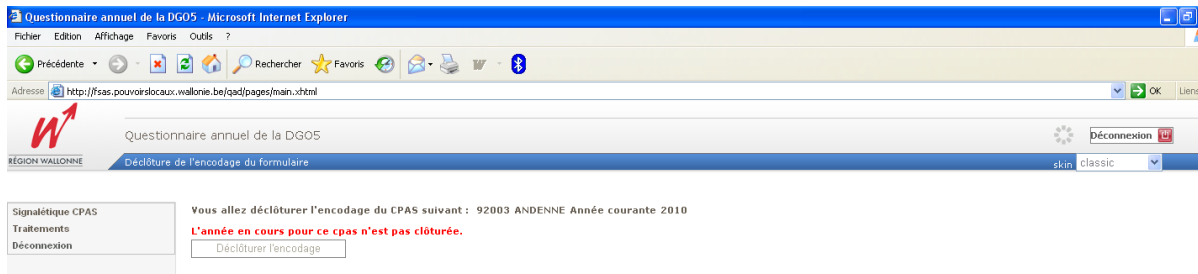 Questionnaire annuel de la DGO5 - Microsoft Internet Explorer
Fichier Edition Affichage Favoris Outils ?
Précédente Rechercher Favoris
Adresse http://fsas.pouvoirslocaux.wallonie.be/qad/pages/main.xhtml OK Liens
Questionnaire annuel de la DGO5 Déconnexion
RÉGION WALLONNE Déclôture de l'encodage du formulaire skin classic
Signalétique CPAS
Traitements
Déconnexion
Vous allez déclôturer l'encodage du CPAS suivant : 92003 ANDENNE Année courante 2010
L'année en cours pour ce cpas n'est pas clôturée.
Déclôturer l'encodage